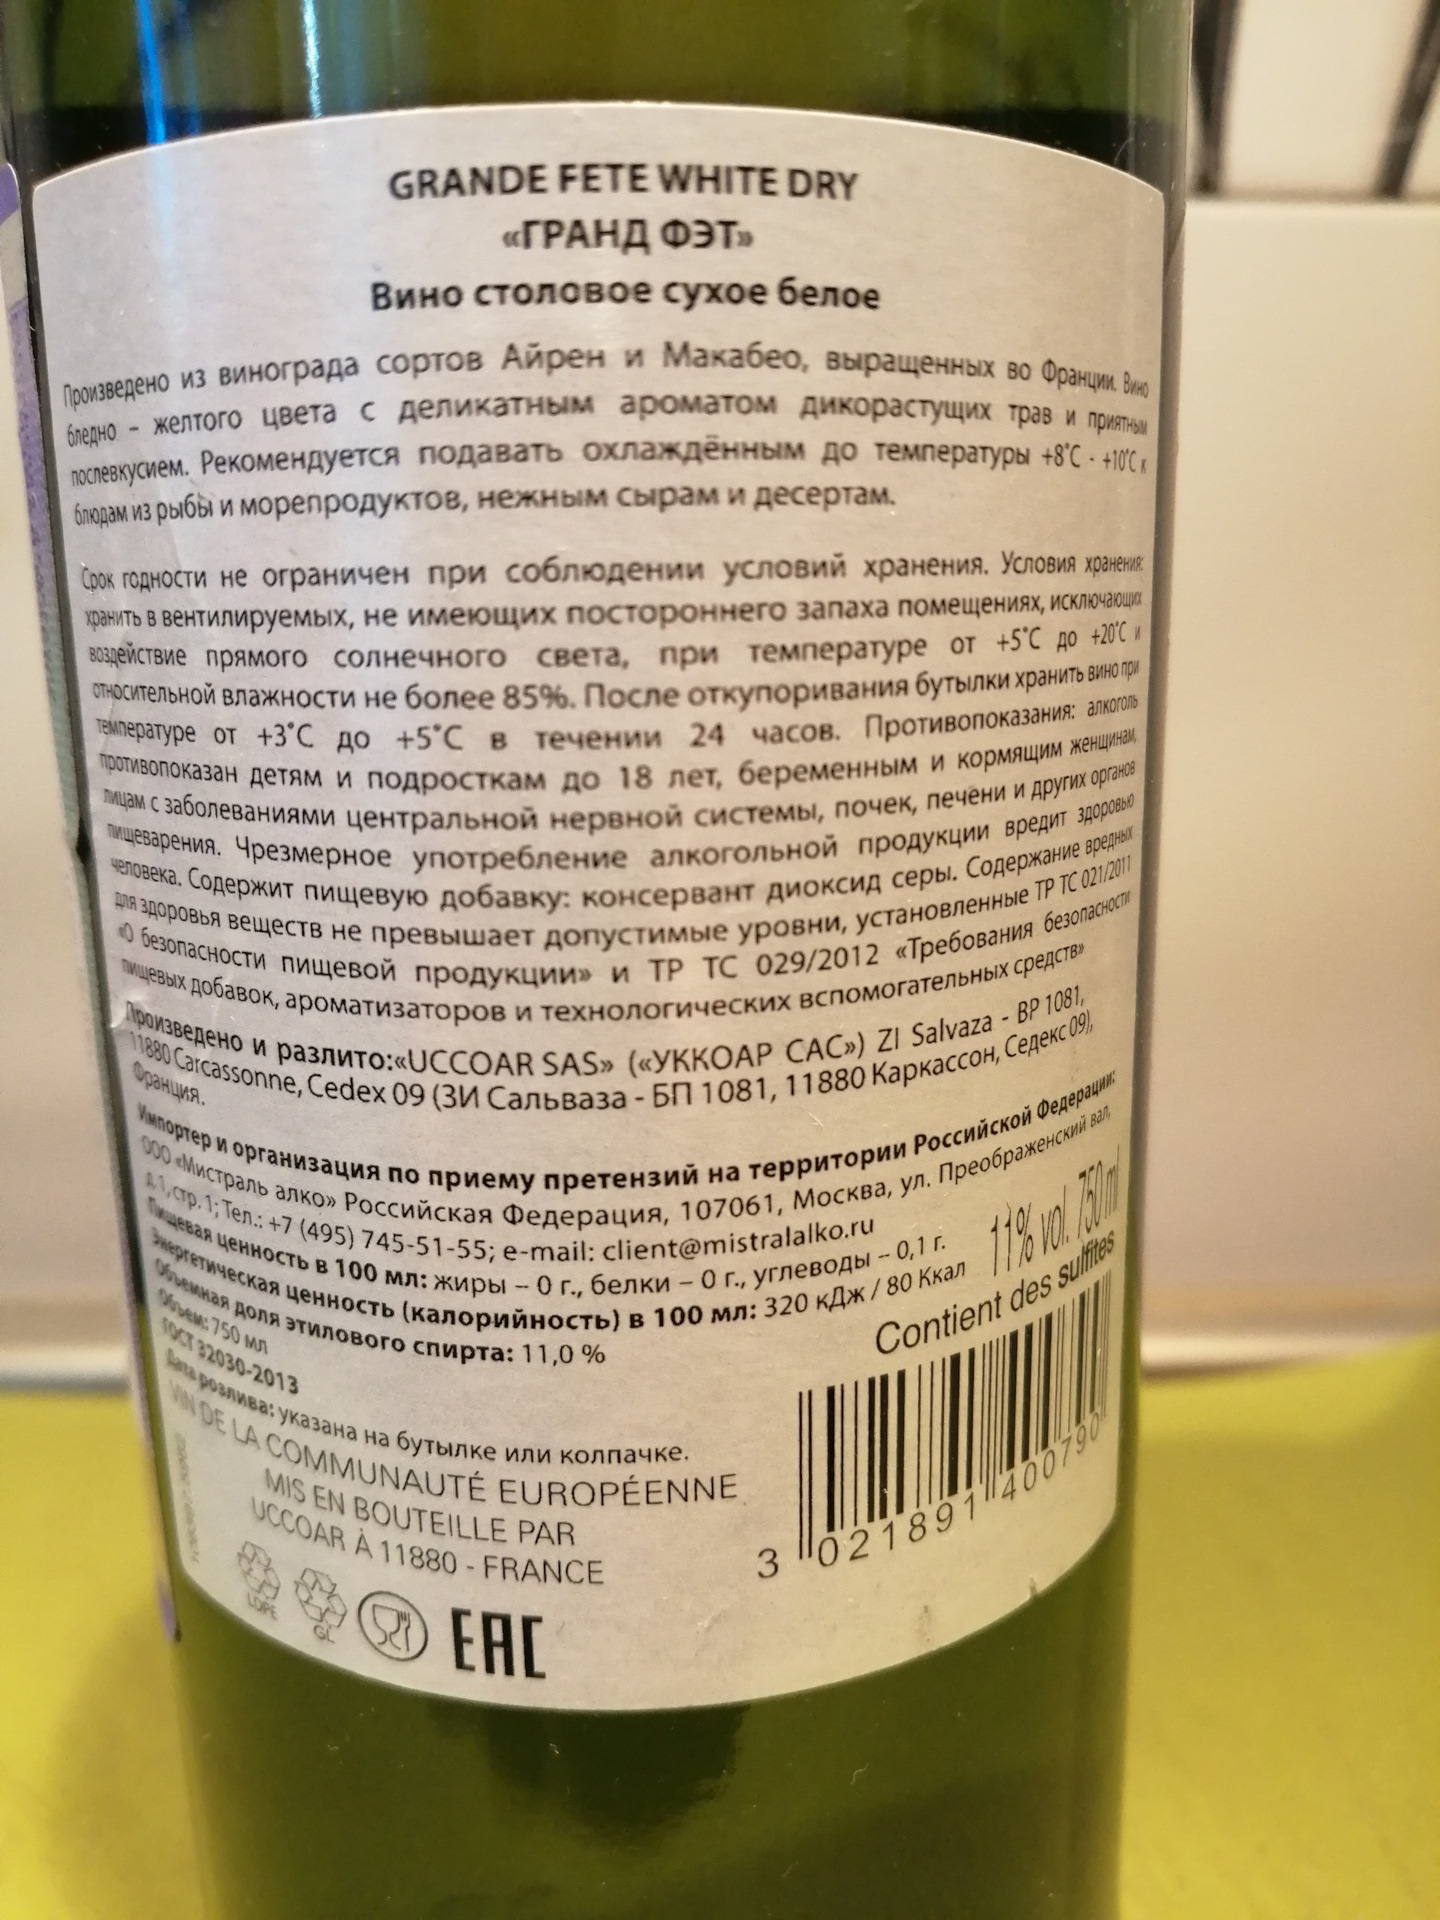 GRANDE FETE WHITE DRY
«ГРАНД ФЭТ»
Вино столовое сухое белое
Произведено из винограда сортов Айрен и Макабео, выращенных во Франции. Вино
бледно – желтого цвета с деликатным ароматом дикорастущих трав и приятным
послевкусием. Рекомендуется подавать охлаждённым до температуры +8˚С - +10˚С к
блюдам из рыбы и морепродуктов, нежным сырам и десертам.
Срок годности не ограничен при соблюдении условий хранения. Условия хранения:
хранить в вентилируемых, не имеющих постороннего запаха помещениях, исключающих
воздействие прямого солнечного света, при температуре от +5˚С до +20˚С и
относительной влажности не более 85%. После откупоривания бутылки хранить вино при
температуре от +3˚С до +5˚С в течении 24 часов. Противопоказания: алкоголь
противопоказан детям и подросткам до 18 лет, беременным и кормящим женщинам,
лицам с заболеваниями центральной нервной системы, почек, печени и других органов
пищеварения. Чрезмерное употребление алкогольной продукции вредит здоровью
человека. Содержит пищевую добавку: консервант диоксид серы. Содержание вредных
для здоровья веществ не превышает допустимые уровни, установленные ТР ТС 021/2011
«О безопасности пищевой продукции» и ТР ТС 029/2012 «Требования безопасности
пищевых добавок, ароматизаторов и технологических вспомогательных средств»
Произведено и разлито:«UCCOAR SAS» («УККОАР САС») ZI Salvaza - BP 1081,
11880 Carcassonne, Cedex 09 (ЗИ Сальваза - БП 1081, 11880 Каркассон, Седекс 09),
Франция.
Импортер и организация по приему претензий на территории Российской Федерации:
ООО «Мистраль алко» Российская Федерация, 107061, Москва, ул. Преображенский вал,
д.1, стр. 1; Тел.: +7 (495) 745-51-55; e-mail: client@mistralalko.ru
Пищевая ценность в 100 мл: жиры – 0 г., белки – 0 г., углеводы – 0,1 г.
Энергетическая ценность (калорийность) в 100 мл: 320 кДж / 80 Ккал
Объемная доля этилового спирта: 11,0 %
Объем: 750 мл
ГОСТ 32030-2013
Дата розлива: указана на бутылке или колпачке.
11% vol. 750 ml
Contient des sulfites
VIN DE LA COMMUNAUTÉ EUROPÉENNE
MIS EN BOUTEILLE PAR
UCCOAR À 11880 - FRANCE
3 021891 400790
LDPE
GL
EAC